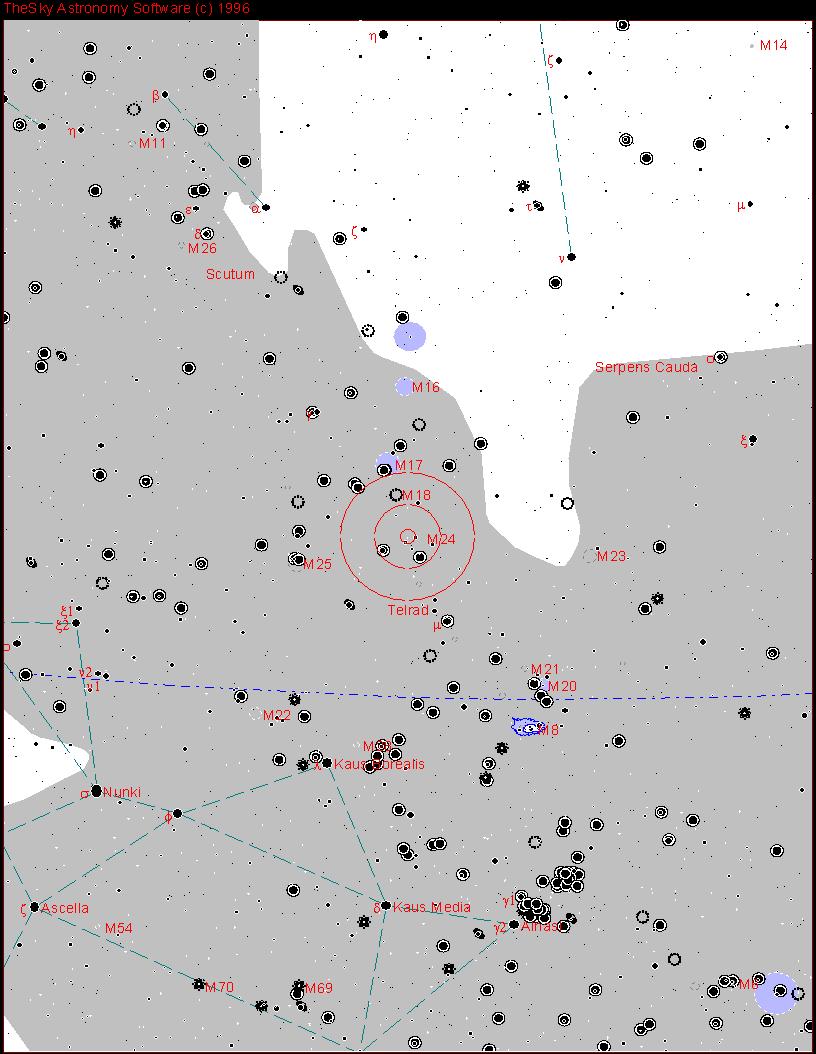 TheSky Astronomy Software (c) 1996
η
M14
ζ
β
η
M11
α
ε
τ
μ
ζ
δ
M26
ν
Scutum
Serpens Cauda
ο
M16
γ
ξ
M17
M18
M24
M23
M25
Telrad
ξ1
ξ2
μ
ο
M21
ν2
ν1
M20
M22
M8
Kaus Borealis
λ
σ
Nunki
φ
γ1
ζ
Ascella
δ
Kaus Media
γ2
M54
M70
M69
M6